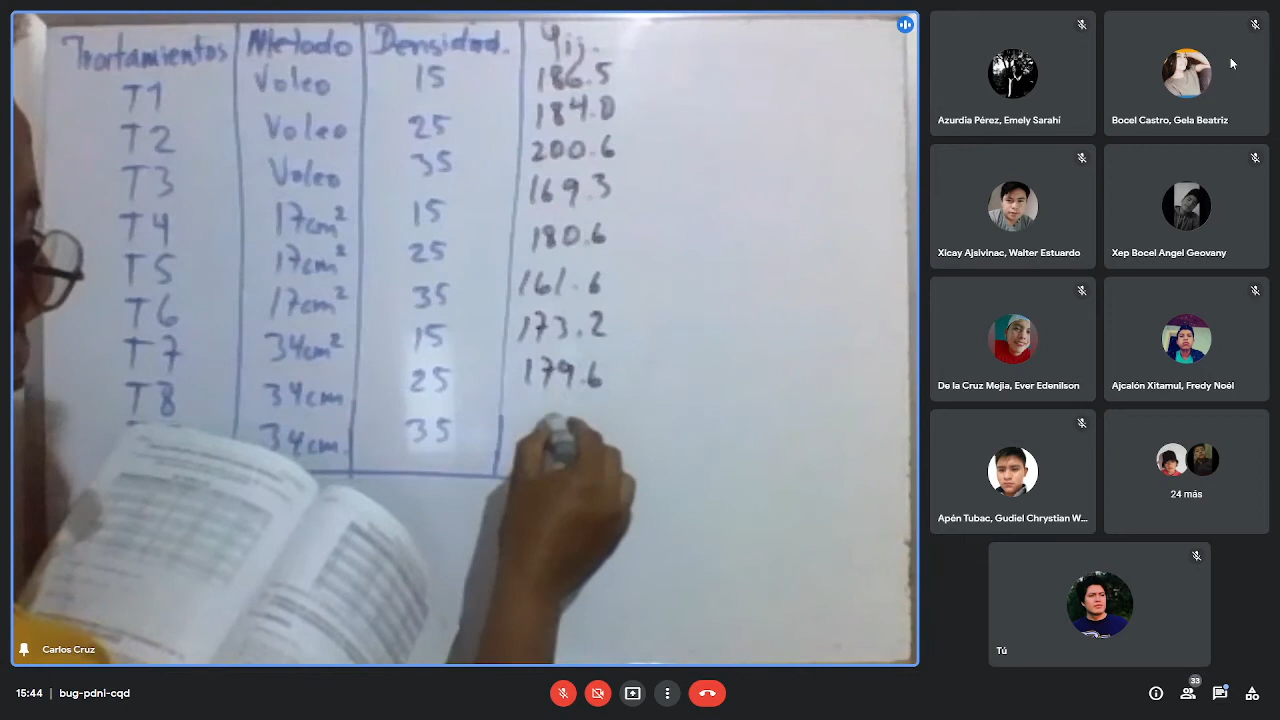 Tratamientos Metodo Densidad. Yij.
T1 Voleo 15 186.5
T2 Voleo 25 184.0
T3 Voleo 35 200.6
T4 17cm² 15 169.3
T5 17cm² 25 180.6
T6 17cm² 35 161.6
T7 34cm² 15 173.2
T8 34cm 25 179.6
34cm. 35
Carlos Cruz
Azurdia Pérez, Emely Sarahí
Bocel Castro, Gela Beatriz
Xicay Ajsivinac, Walter Estuardo
Xep Bocel Angel Geovany
De la Cruz Mejia, Ever Edenilson
Ajcalón Xitamul, Fredy Noél
Apén Tubac, Gudiel Chrystian W...
24 más
Tú
15:44 | bug-pdni-cqd
33